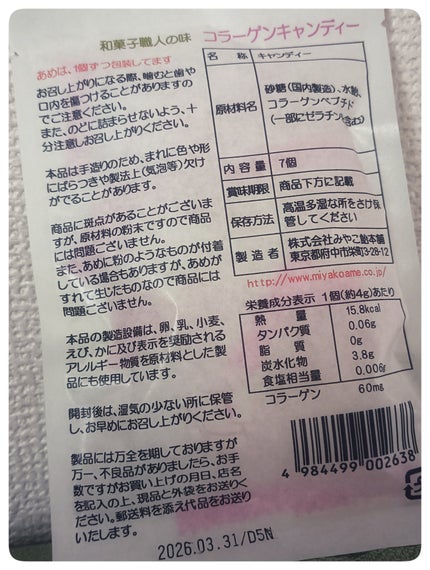 和菓子職人の味 コラーゲンキャンディー
あめは、1個ずつ包装してます
お召し上がりになる際、噛むと歯や
口内を傷つけることがありますの
でご注意ください。
また、のどに詰まらせないよう、十
分注意しお召し上がりください。
本品は手造りのため、まれに色や形
にばらつきや製法上(気泡等)欠け
がでることがあります。
商品に斑点があることがございま
すが、原材料の粉末ですので商品
には問題ございません。
また、あめに粉のようなものが付着
している場合もありますが、あめが
すれて生じたものなので商品には
問題ございません。
本品の製造設備は、卵、乳、小麦、
えび、かに及び表示を奨励される
アレルギー物質を原材料とした製
品にも使用しています。
開封後は、湿気の少ない所に保管
し、お早めにお召し上がりください。
製品には万全を期しておりますが
万一、不良品がありましたら、お手
数ですがお買い上げの月日、店名
を記入の上、現品と外袋をお送りく
ださい。郵送料を添え代品をお送り
いたします。
名称 キャンディー
原材料名 砂糖(国内製造)、水飴、
コラーゲンペプチド
(一部にゼラチン含む)
内容量 7個
賞味期限 商品下方に記載
保存方法 高温多湿な所をさけ保
管してください
製造者 株式会社みやこ飴本舗
東京都府中市栄町3-28-12
http://www.miyakoame.co.jp/
栄養成分表示 1個(約4g)あたり
熱量 15.8kcal
タンパク質 0.06g
脂質 0g
炭水化物 3.8g
食塩相当量 0.006g
コラーゲン 60mg
4 984499 002638
2026.03.31/D5N